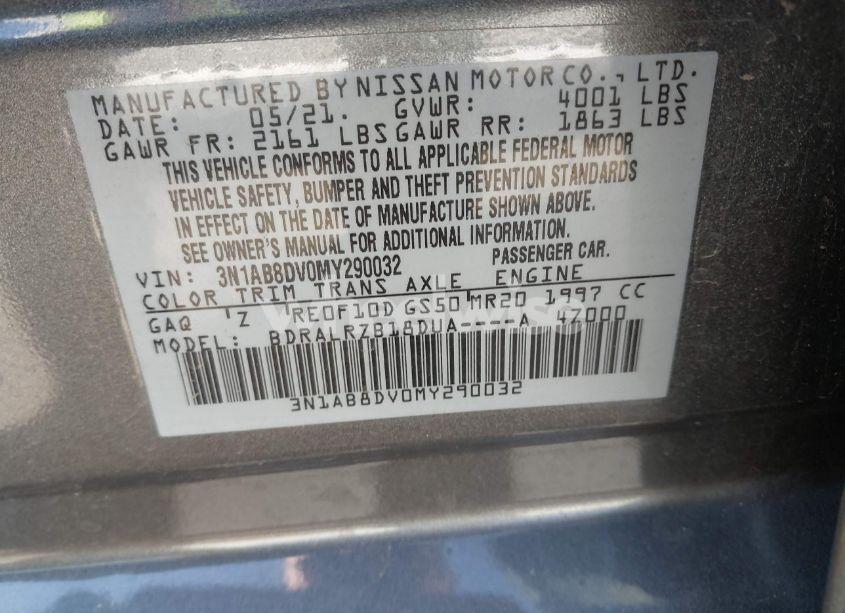 MANUFACTURED BY NISSAN MOTOR CO., LTD.
DATE: 05/21. GVWR: 4001 LBS
GAWR FR: 2161 LBS GAWR RR: 1863 LBS
THIS VEHICLE CONFORMS TO ALL APPLICABLE FEDERAL MOTOR
VEHICLE SAFETY, BUMPER AND THEFT PREVENTION STANDARDS
IN EFFECT ON THE DATE OF MANUFACTURE SHOWN ABOVE.
SEE OWNER'S MANUAL FOR ADDITIONAL INFORMATION.
VIN: 3N1AB8DV0MY290032 PASSENGER CAR.
COLOR TRIM TRANS AXLE ENGINE
GAQ Z RE0F10D GS50 MR20 1997 CC
MODEL: BDRALRZB18DUA----A 4Z000
3N1AB8DV0MY290032